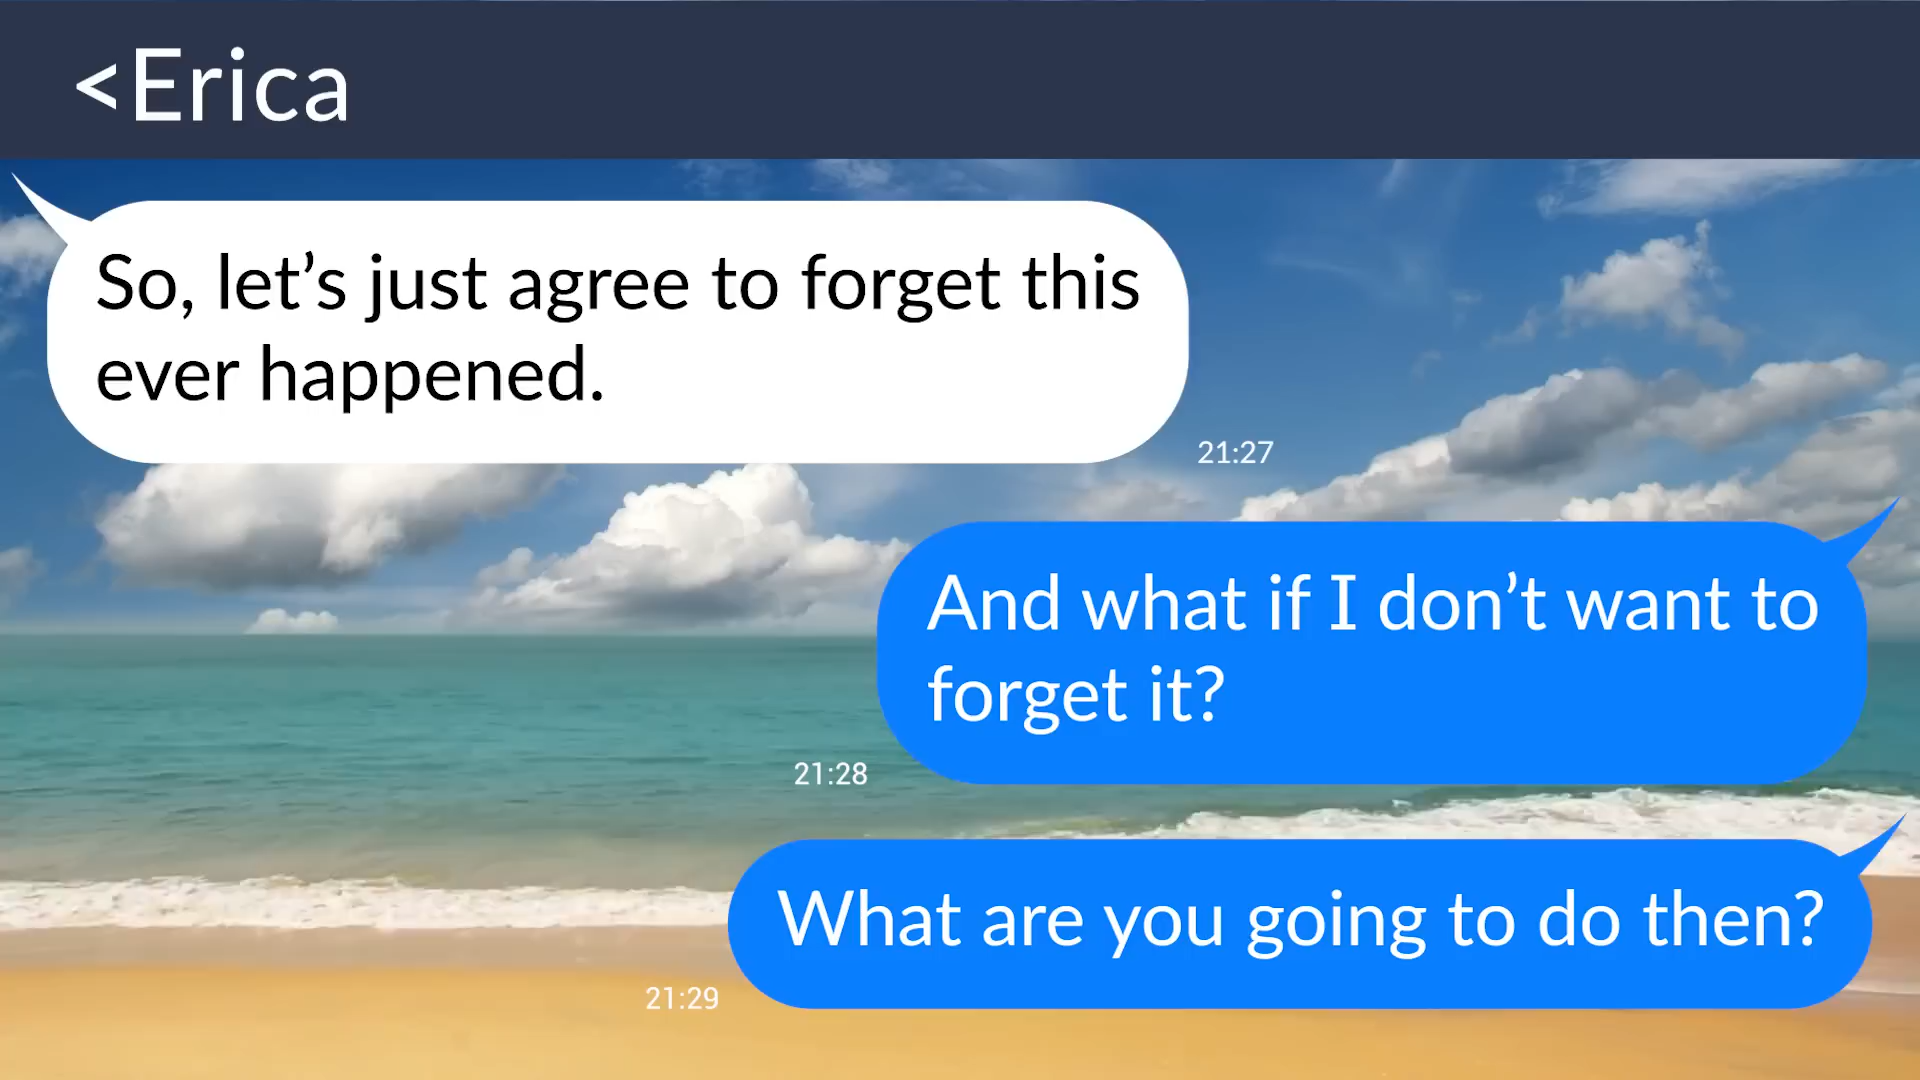 <Erica
So, let’s just agree to forget this
ever happened.
21:27
And what if I don’t want to
forget it?
21:28
What are you going to do then?
21:29